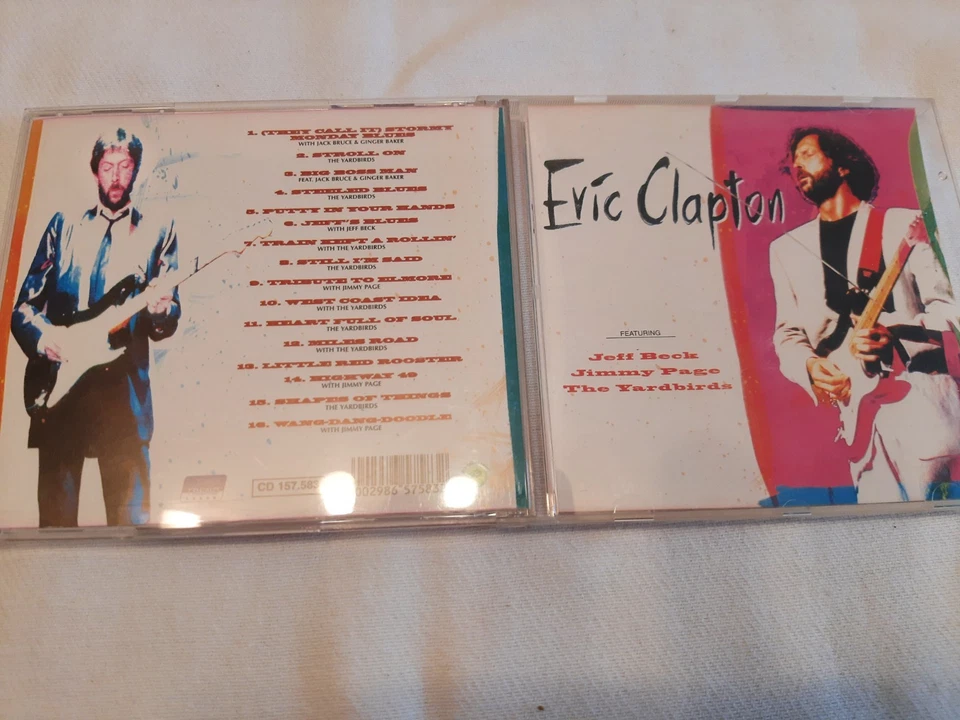 1. (THEY CALL IT) STORMY
MONDAY BLUES
WITH JACK BRUCE & GINGER BAKER
2. STROLL ON
THE YARDBIRDS
3. BIG BOSS MAN
FEAT. JACK BRUCE & GINGER BAKER
4. STEELED BLUES
THE YARDBIRDS
5. PUTTY IN YOUR HANDS
6. JEFF'S BLUES
WITH JEFF BECK
7. TRAIN KEPT A ROLLIN'
WITH THE YARDBIRDS
8. STILL I'M SAID
THE YARDBIRDS
9. TRIBUTE TO ELMORE
WITH JIMMY PAGE
10. WEST COAST IDEA
WITH THE YARDBIRDS
11. HEART FULL OF SOUL
THE YARDBIRDS
12. MILES ROAD
WITH THE YARDBIRDS
13. LITTLE RED ROOSTER
14. HIGHWAY 49
WITH JIMMY PAGE
15. SHAPES OF THINGS
THE YARDBIRDS
16. WANG-DANG-DOODLE
WITH JIMMY PAGE
CD 157.583
Eric Clapton
FEATURING
Jeff Beck
Jimmy Page
The Yardbirds